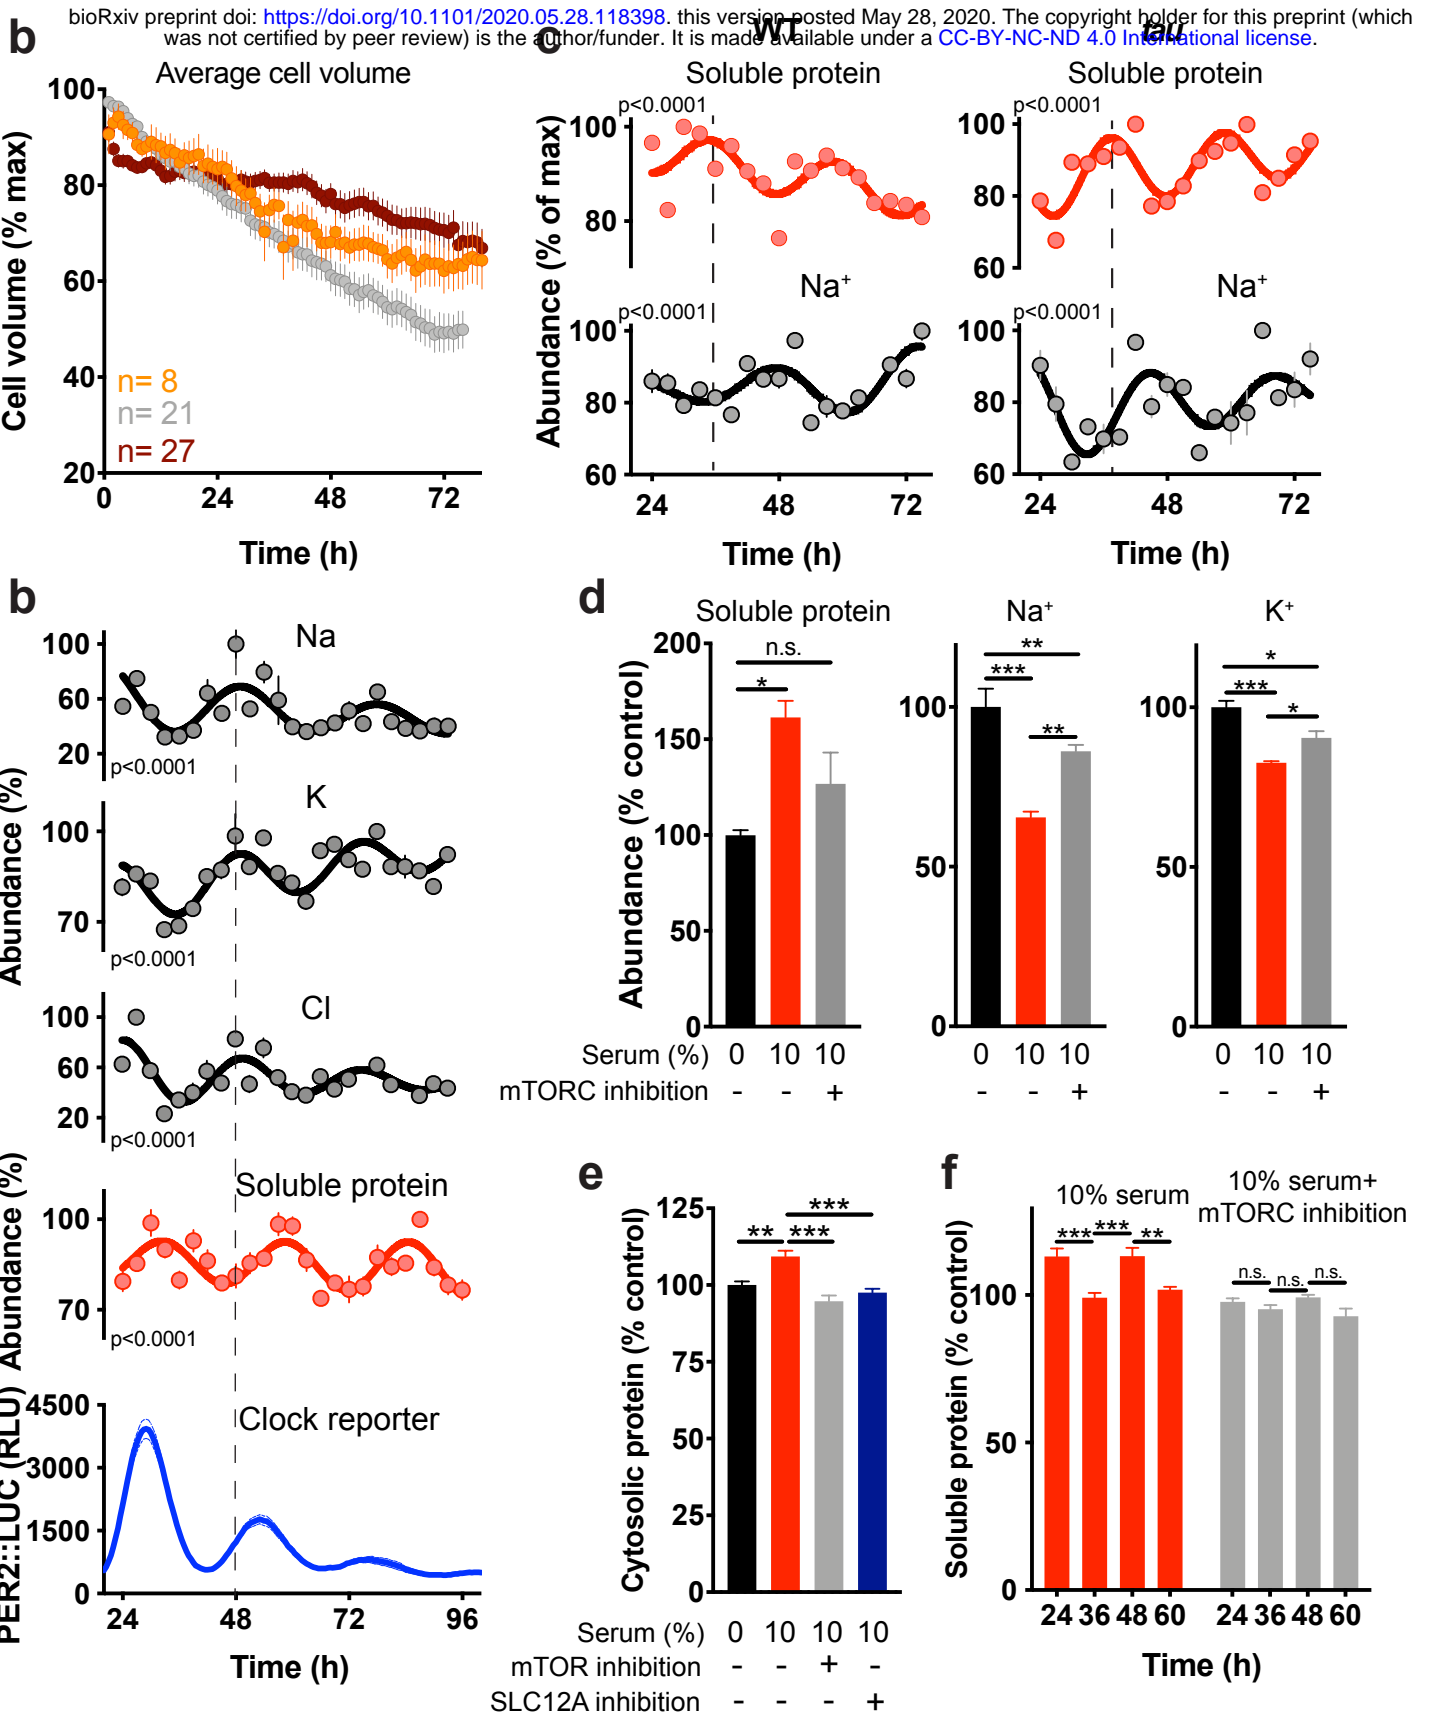 bioRxiv preprint doi: https://doi.org/10.1101/2020.05.28.118398. this version posted May 28, 2020. The copyright holder for this preprint (which
was not certified by peer review) is the author/funder. It is made available under a CC-BY-NC-ND 4.0 International license.
b
Average cell volume
Cell volume (% max)
100
80
60
40
20
n= 8
n= 21
n= 27
0 24 48 72
Time (h)
c
WT
tau
Soluble protein
Soluble protein
Abundance (% of max)
p<0.0001
100
80
p<0.0001
100
80
60
Na+
Na+
p<0.0001
100
80
60
p<0.0001
100
80
60
24 48 72
24 48 72
Time (h)
Time (h)
b
Abundance (%)
Na
100
60
20
p<0.0001
K
100
70
p<0.0001
Cl
100
60
20
p<0.0001
Abundance (%)
Soluble protein
100
70
p<0.0001
PER2::LUC (RLU)
Clock reporter
4500
3000
1500
0
24 48 72 96
Time (h)
d
Soluble protein
Na+
K+
Abundance (% control)
200
150
100
50
0
n.s.
*
100
50
0
**
***
**
100
50
0
*
***
*
Serum (%) 0 10 10 0 10 10 0 10 10
mTORC inhibition - - + - - + - - +
e
Cytosolic protein (% control)
125
100
75
50
25
0
***
** ***
Serum (%) 0 10 10 10
mTOR inhibition - - + -
SLC12A inhibition - - - +
f
10% serum
10% serum+
mTORC inhibition
Soluble protein (% control)
100
50
0
*** *** **
n.s. n.s. n.s.
24 36 48 60 24 36 48 60
Time (h)